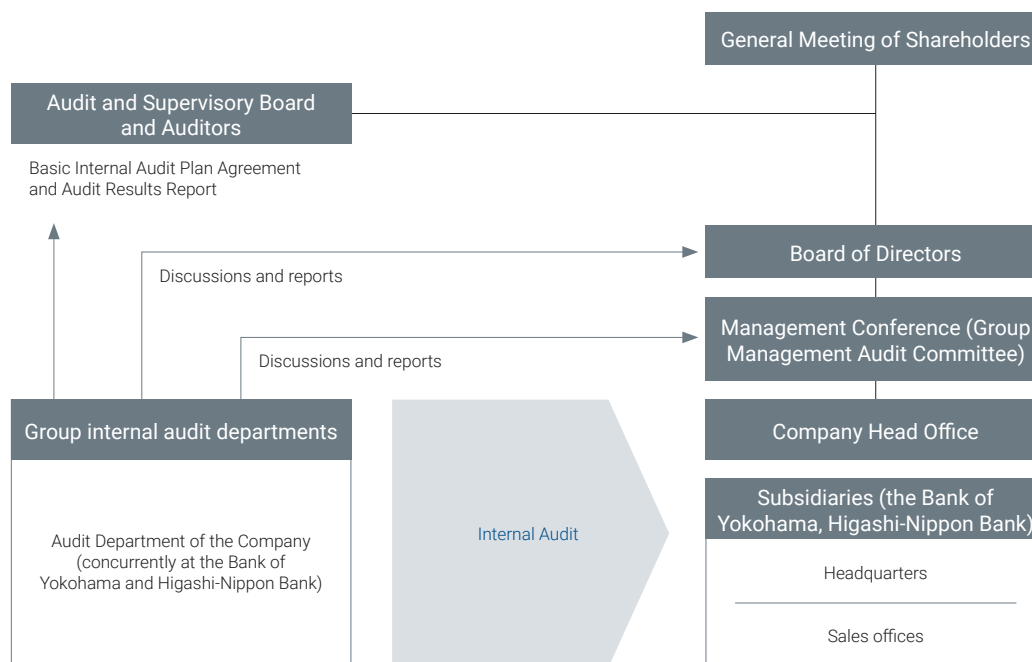 General Meeting of Shareholders
Audit and Supervisory Board
and Auditors
Basic Internal Audit Plan Agreement
and Audit Results Report
Board of Directors
Discussions and reports
Management Conference (Group
Management Audit Committee)
Discussions and reports
Group internal audit departments
Company Head Office
Audit Department of the Company
(concurrently at the Bank of
Yokohama and Higashi-Nippon Bank)
Internal Audit
Subsidiaries (the Bank of
Yokohama, Higashi-Nippon Bank)
Headquarters
Sales offices